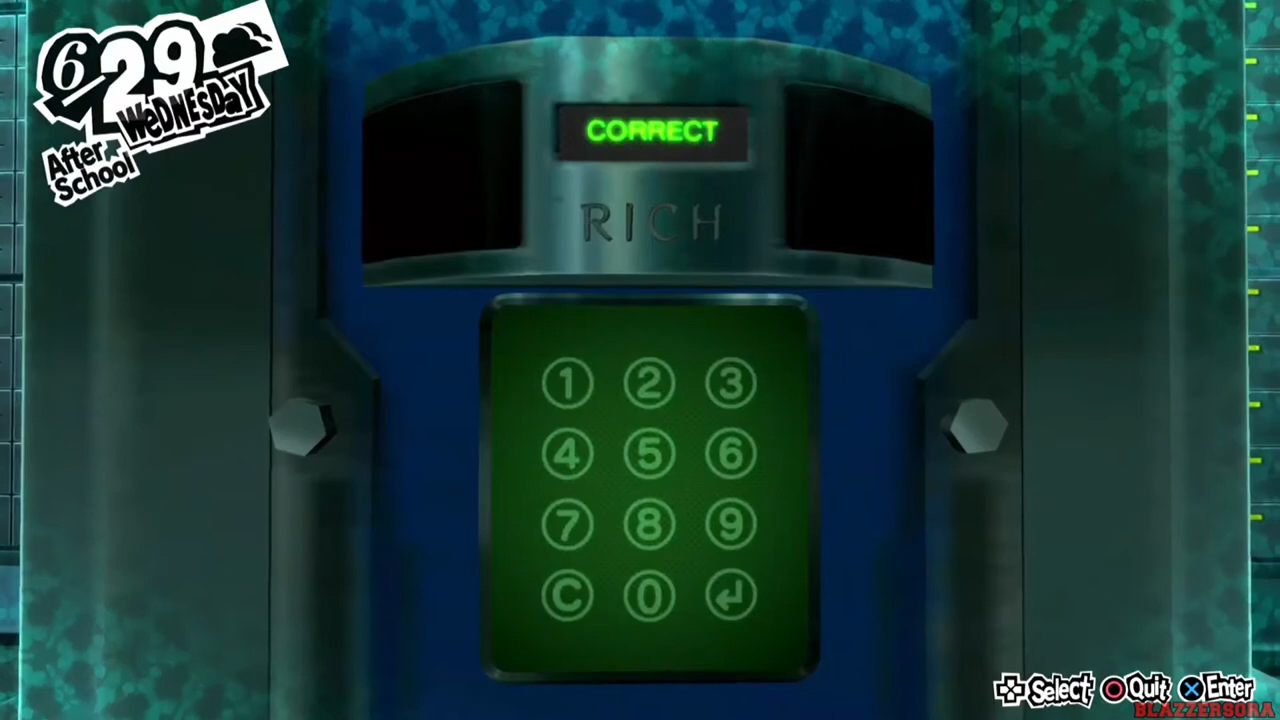 6/29
WeDNESDaY
After
School
CORRECT
RICH
1 2 3
4 5 6
7 8 9
C 0 ↵
Select Quit Enter
BLAZZERSORA